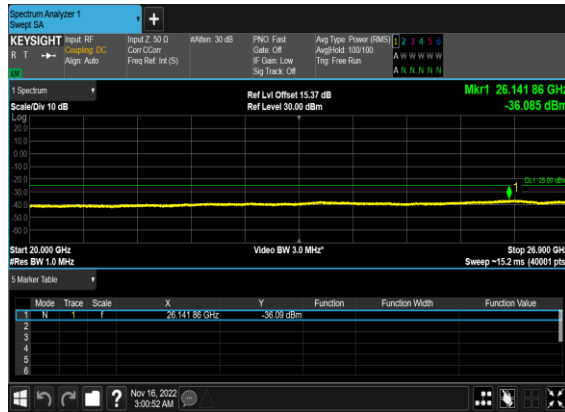 Spectrum Analyzer 1
Swept SA
+
KEYSIGHT Input: RF Input Z: 50 Ω #Atten: 30 dB PNO: Fast Avg Type: Power (RMS) 1 2 3 4 5 6
R T Coupling: DC Corr CCorr Gate: Off Avg|Hold: 100/100 A W W W W W
Align: Auto Freq Ref: Int (S) IF Gain: Low Trig: Free Run
Sig Track: Off A N N N N N
LW
1 Spectrum Ref Lvl Offset 15.37 dB Mkr1 26.141 86 GHz
Scale/Div 10 dB Ref Level 30.00 dBm -36.085 dBm
Log
20.0
10.0
0.00
-10.0
-20.0
DL1 -25.00 dBm
-30.0
1
-40.0
-50.0
-60.0
Start 20.000 GHz Video BW 3.0 MHz* Stop 26.900 GHz
#Res BW 1.0 MHz Sweep ~15.2 ms (40001 pts)
5 Marker Table
Mode Trace Scale X Y Function Function Width Function Value
1 N 1 f 26.141 86 GHz -36.09 dBm
2
3
4
5
6
? Nov 16, 2022
3:00:52 AM